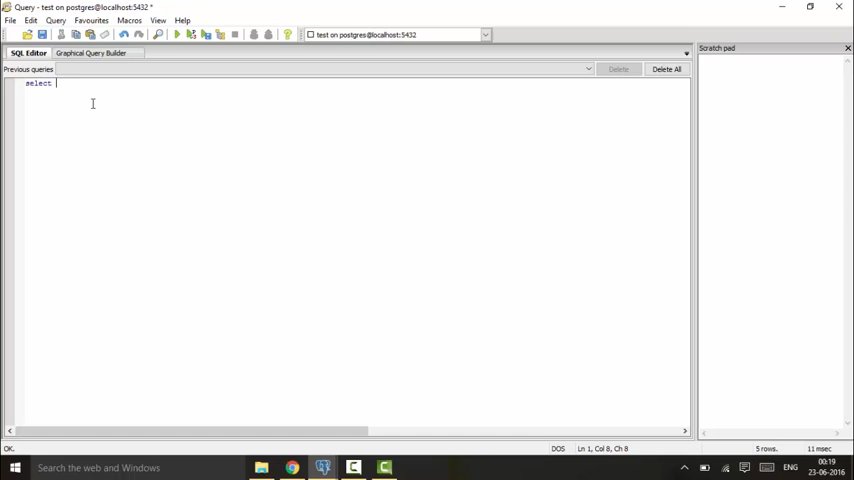 Query - test on postgres@localhost:5432 *
File Edit Query Favourites Macros View Help
test on postgres@localhost:5432
SQL Editor Graphical Query Builder
Scratch pad
Previous queries Delete Delete All
select
OK. DOS Ln 1, Col 8, Ch 8 5 rows. 11 msec
Search the web and Windows
ENG
00:19
23-06-2016